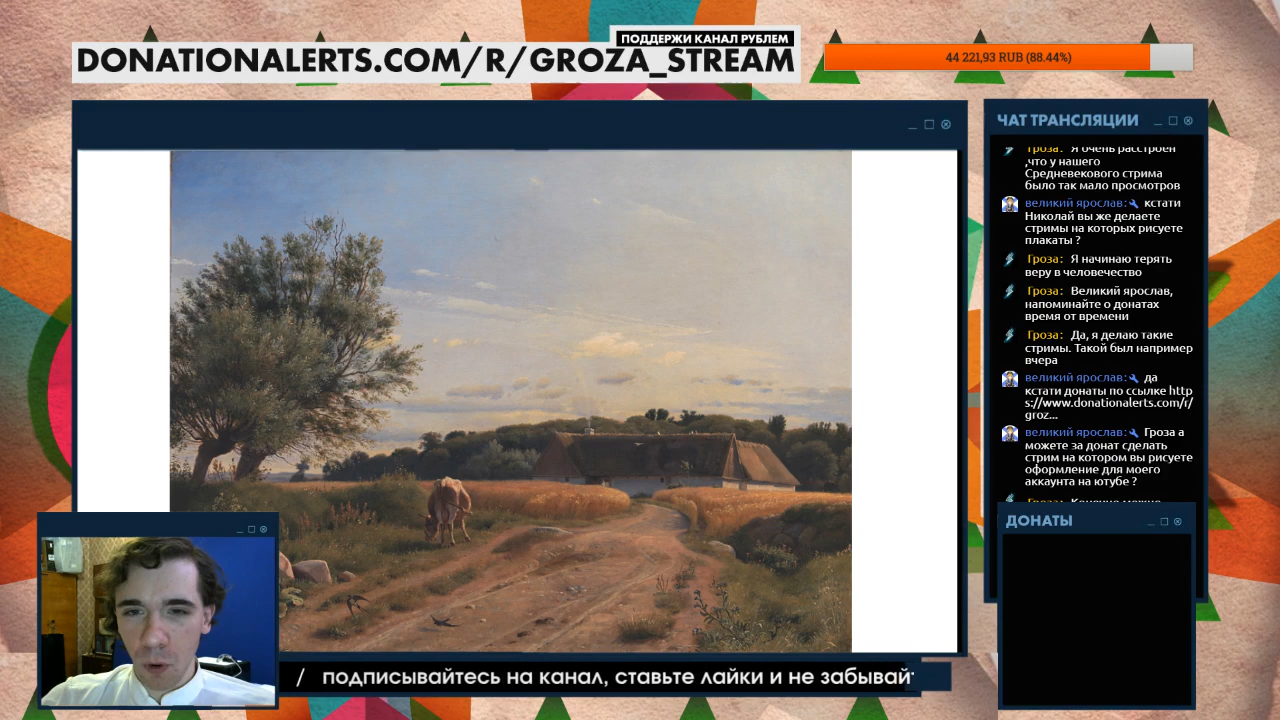 ПОДДЕРЖИ КАНАЛ РУБЛЕМ
DONATIONALERTS.COM/R/GROZA_STREAM
44 221,93 RUB (88.44%)
ЧАТ ТРАНСЛЯЦИИ
Гроза: Я очень расстроен
,что у нашего
Средневекового стрима
было так мало просмотров
великий ярослав: кстати
Николай вы же делаете
стримы на которых рисуете
плакаты ?
Гроза: Я начинаю терять
веру в человечество
Гроза: Великий ярослав,
напоминайте о донатах
время от времени
Гроза: Да, я делаю такие
стримы. Такой был например
вчера
великий ярослав: да
кстати донаты по ссылке http
s://www.donationalerts.com/r/
groz...
великий ярослав: Гроза а
можете за донат сделать
стрим на котором вы рисуете
оформление для моего
аккаунта на ютубе ?
ДОНАТЫ
/ подписывайтесь на канал, ставьте лайки и не забывай